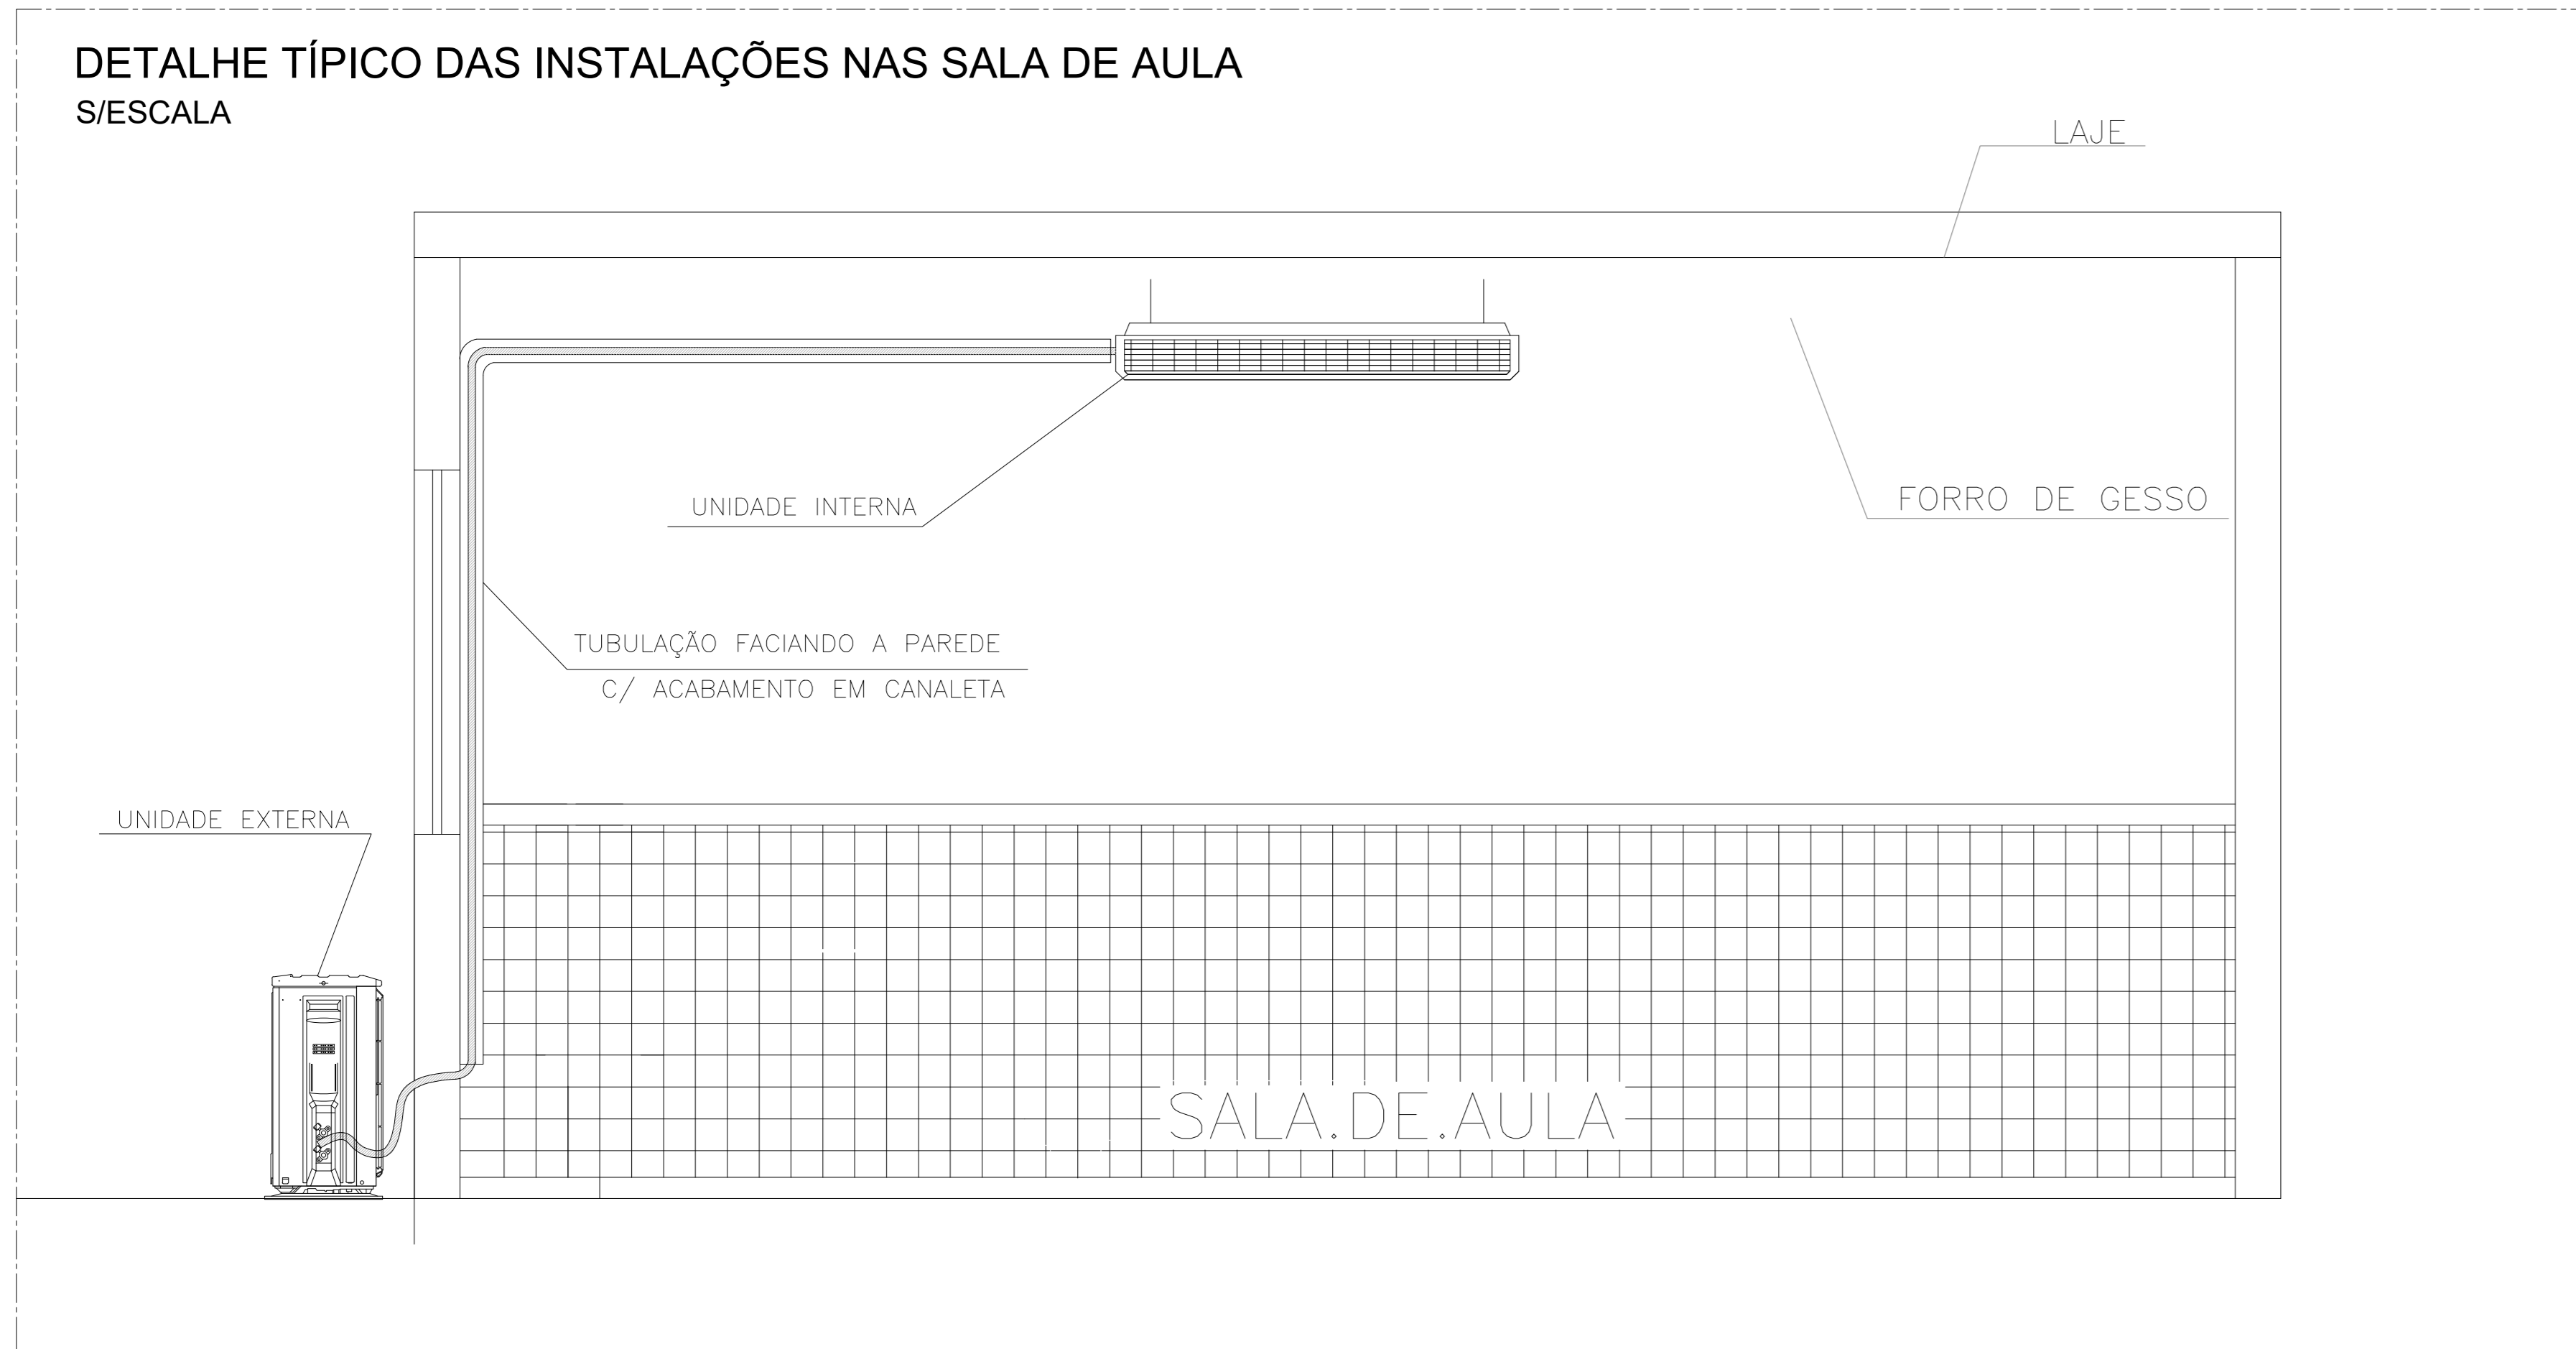 DETALHE TÍPICO DAS INSTALAÇÕES NAS SALA DE AULA
S/ESCALA
LAJE
UNIDADE INTERNA
FORRO DE GESSO
TUBULAÇÃO FACIANDO A PAREDE
C/ ACABAMENTO EM CANALETA
UNIDADE EXTERNA
SALA.DE.AULA